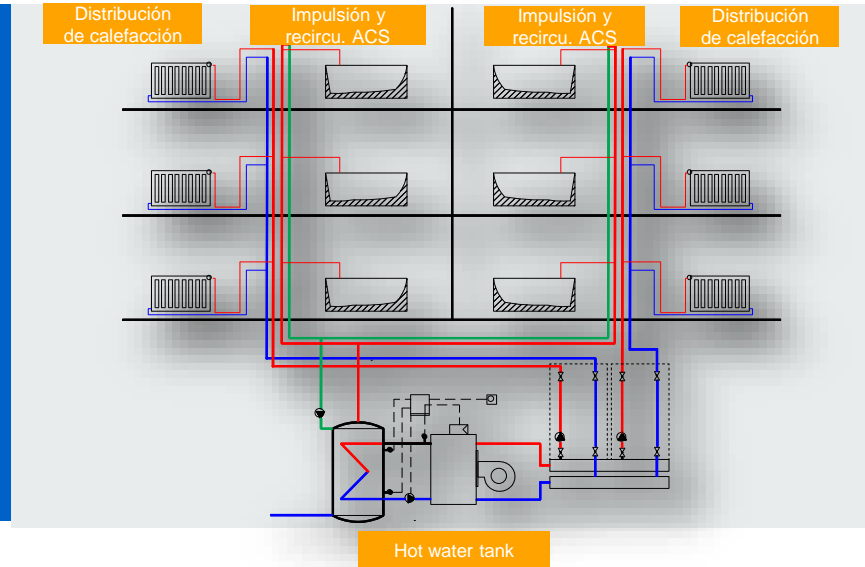 Distribución
de calefacción
Impulsión y
recircu. ACS
Impulsión y
recircu. ACS
Distribución
de calefacción
Hot water tank